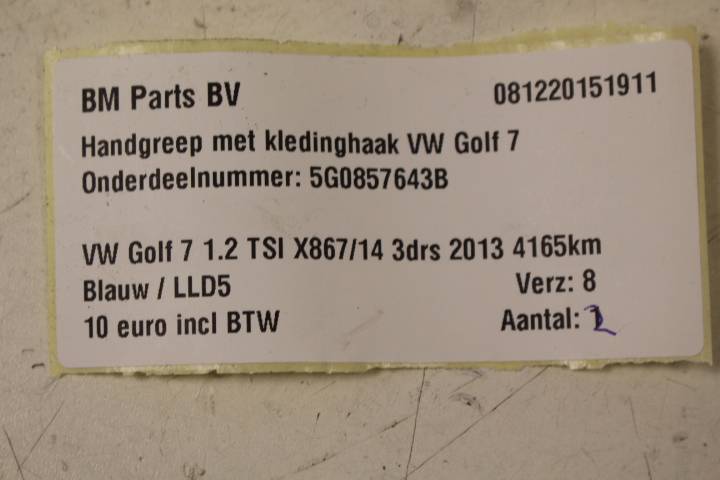 BM Parts BV 081220151911
Handgreep met kledinghaak VW Golf 7
Onderdeelnummer: 5G0857643B
VW Golf 7 1.2 TSI X867/14 3drs 2013 4165km
Blauw / LLD5 Verz: 8
10 euro incl BTW Aantal: 2